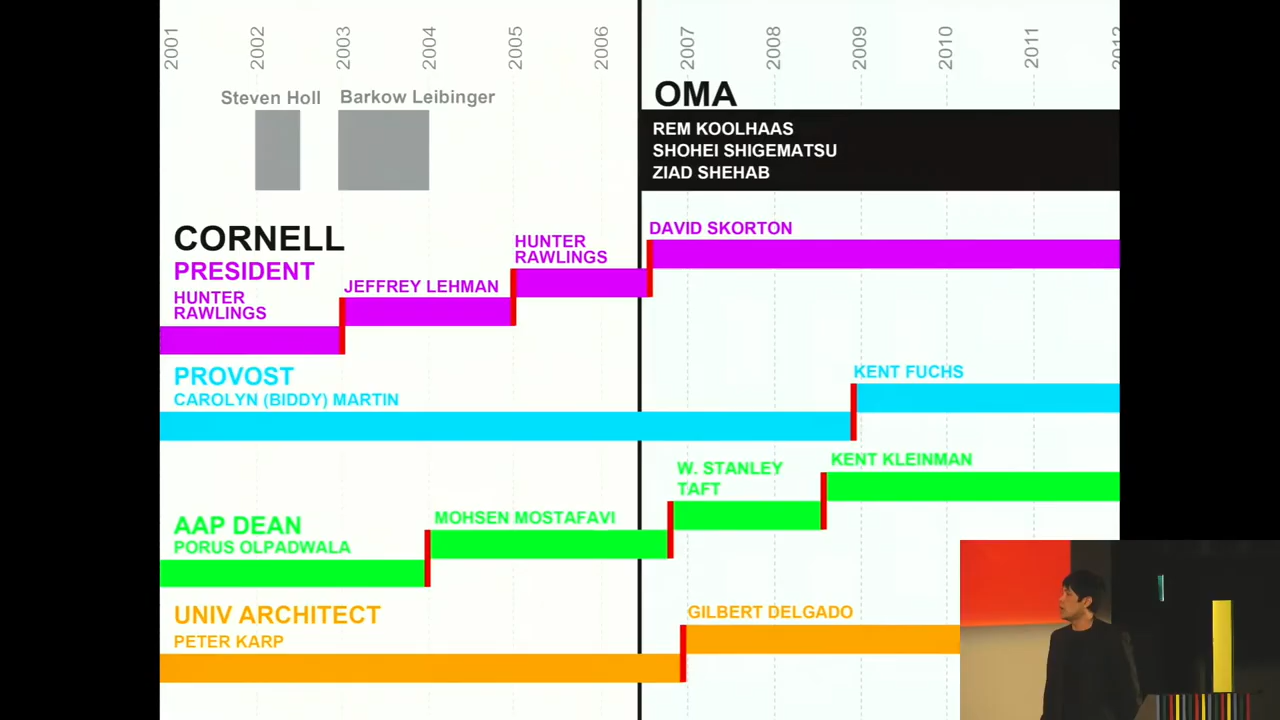 2001 2002 2003 2004 2005 2006 2007 2008 2009 2010 2011 2012
Steven Holl
Barkow Leibinger
OMA
REM KOOLHAAS
SHOHEI SHIGEMATSU
ZIAD SHEHAB
CORNELL
PRESIDENT
HUNTER
RAWLINGS
JEFFREY LEHMAN
HUNTER
RAWLINGS
DAVID SKORTON
PROVOST
CAROLYN (BIDDY) MARTIN
KENT FUCHS
AAP DEAN
PORUS OLPADWALA
MOHSEN MOSTAFAVI
W. STANLEY
TAFT
KENT KLEINMAN
UNIV ARCHITECT
PETER KARP
GILBERT DELGADO